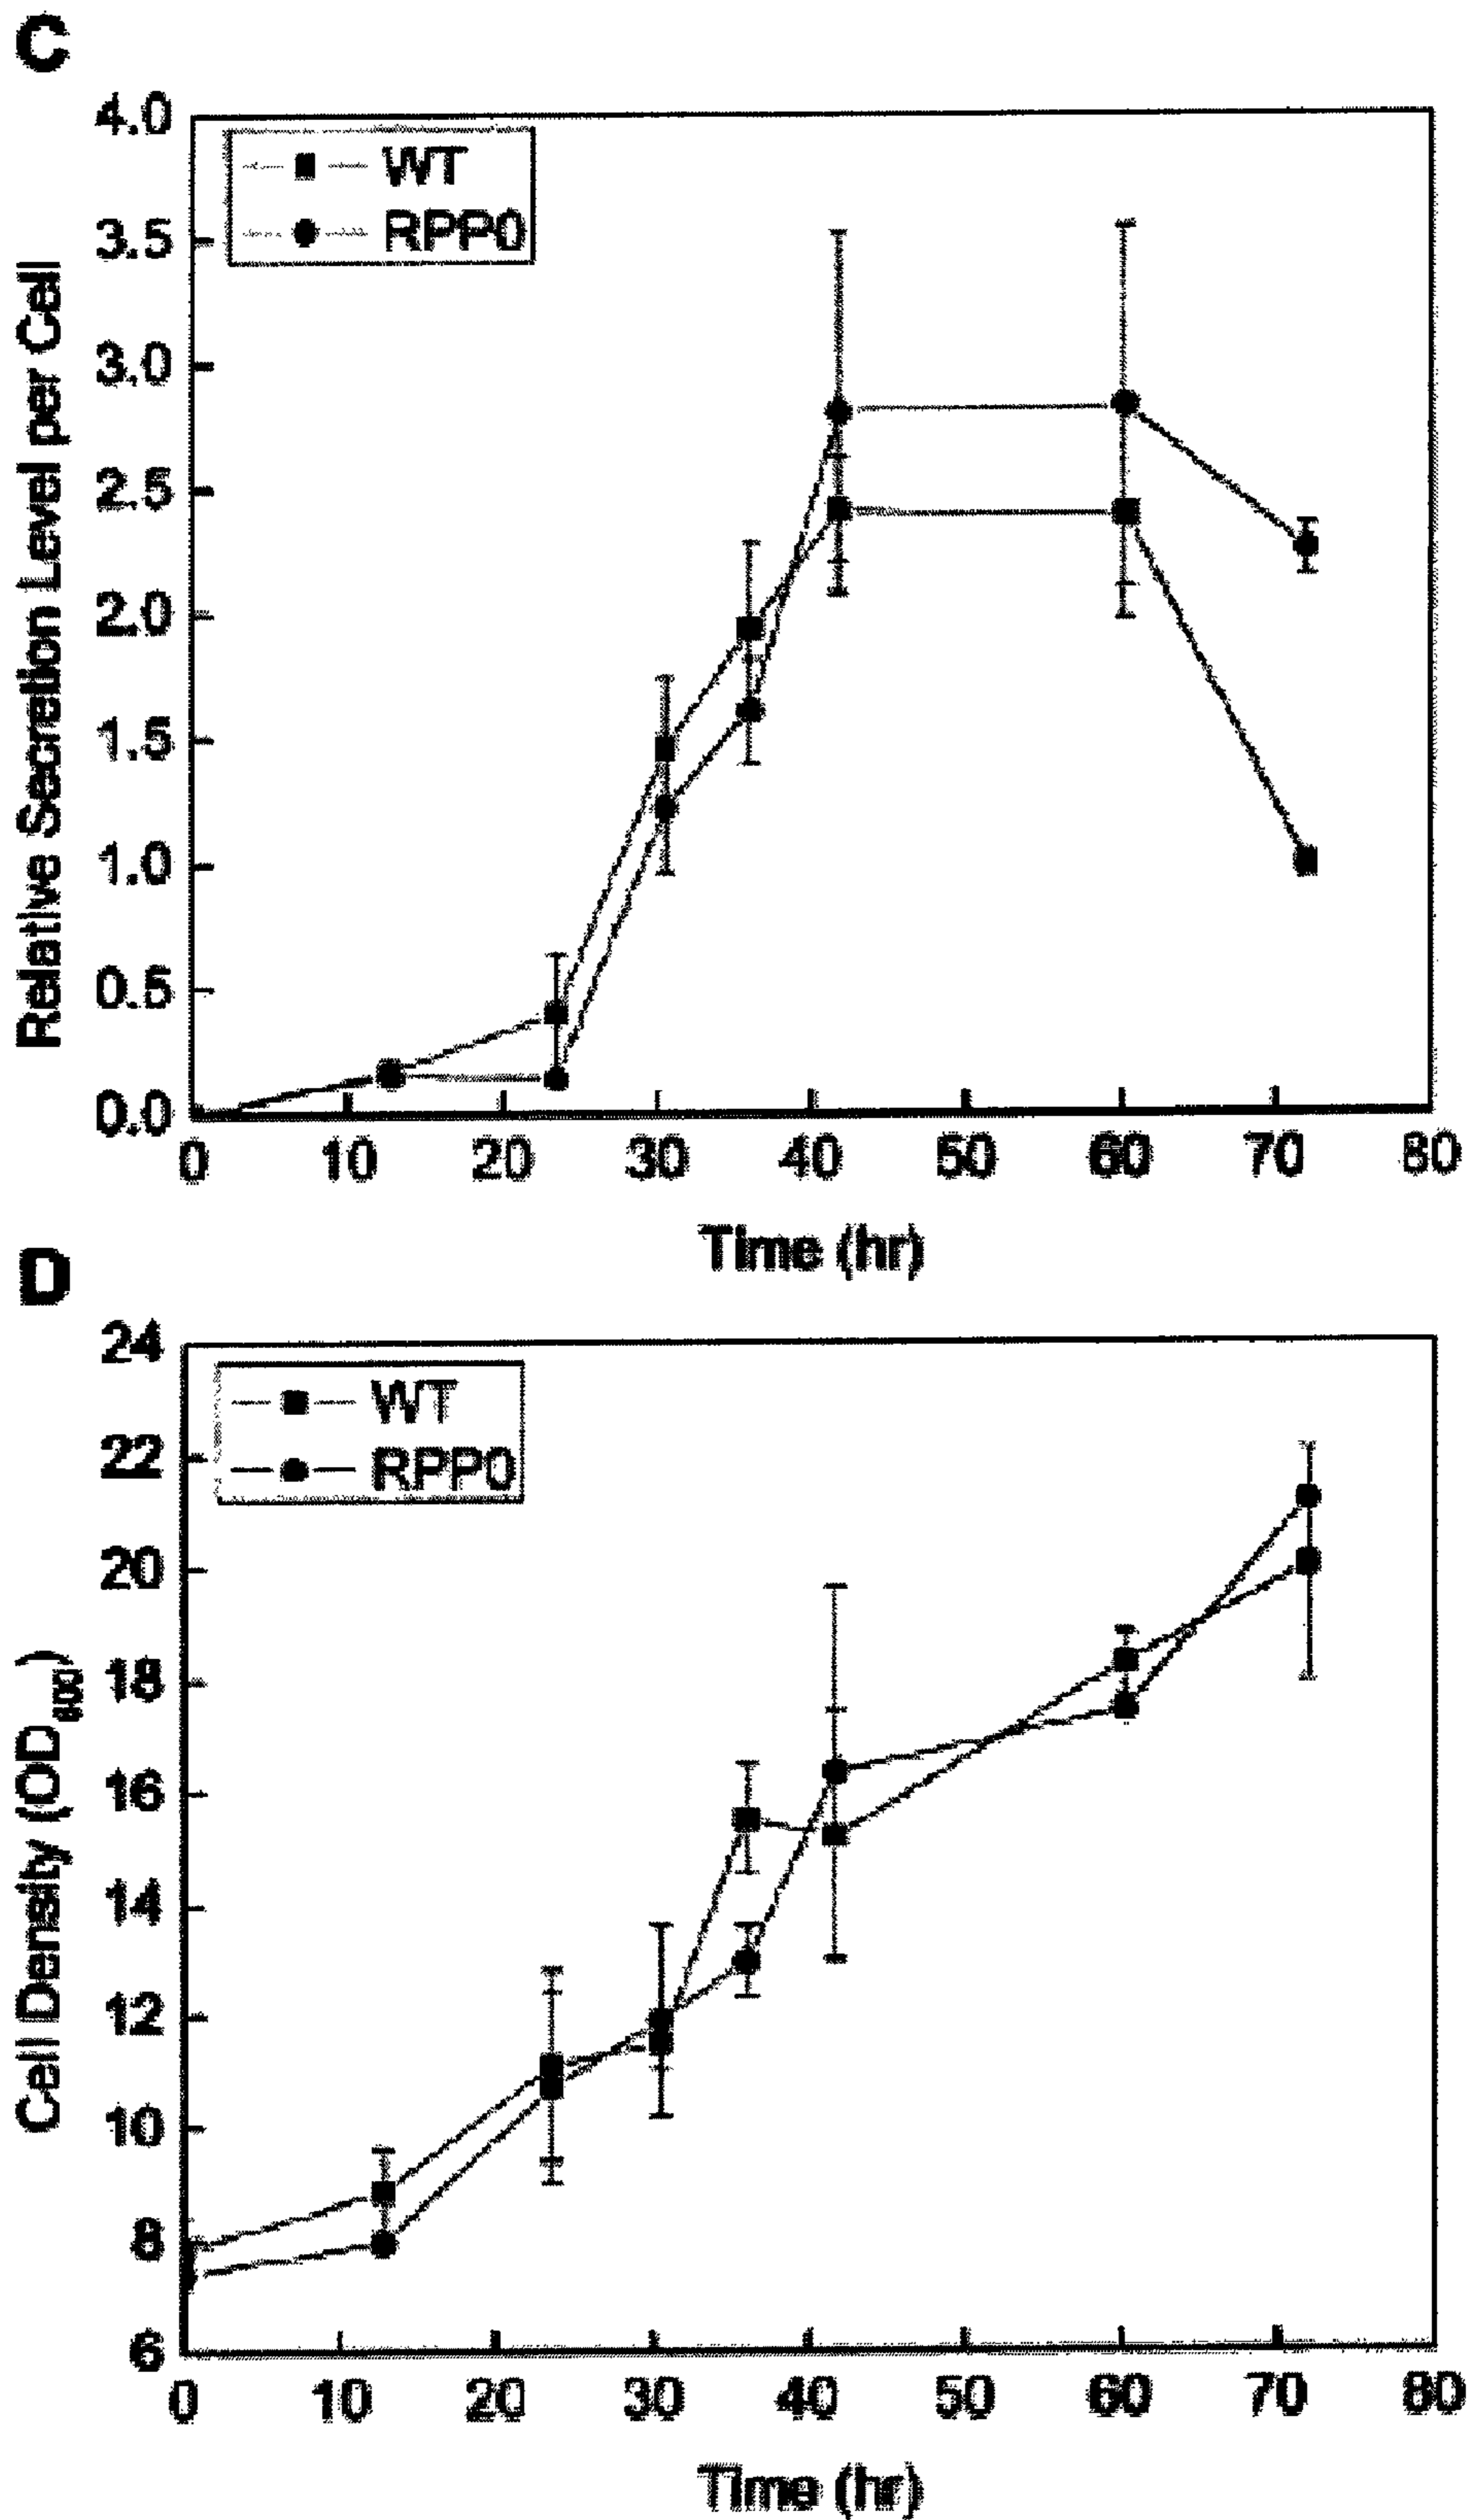 C
Relative Secretion Level per Cell
4.0
3.5
3.0
2.5
2.0
1.5
1.0
0.5
0.0
WT
RPP0
0 10 20 30 40 50 60 70 80
Time (hr)
D
Cell Density (OD600)
24
22
20
18
16
14
12
10
8
6
WT
RPP0
0 10 20 30 40 50 60 70 80
Time (hr)